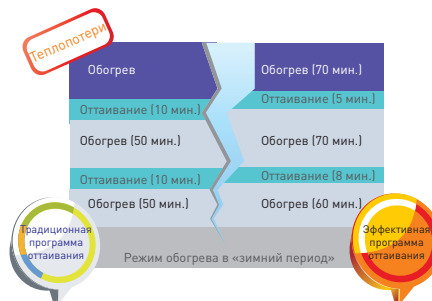 Теплопотери
Обогрев
Обогрев (70 мин.)
Оттаивание (10 мин.)
Оттаивание (5 мин.)
Обогрев (50 мин.)
Обогрев (70 мин.)
Оттаивание (10 мин.)
Оттаивание (8 мин.)
Обогрев (50 мин.)
Обогрев (60 мин.)
Традиционная
программа
оттаивания
Эффективная
программа
оттаивания
Режим обогрева в «зимний период»